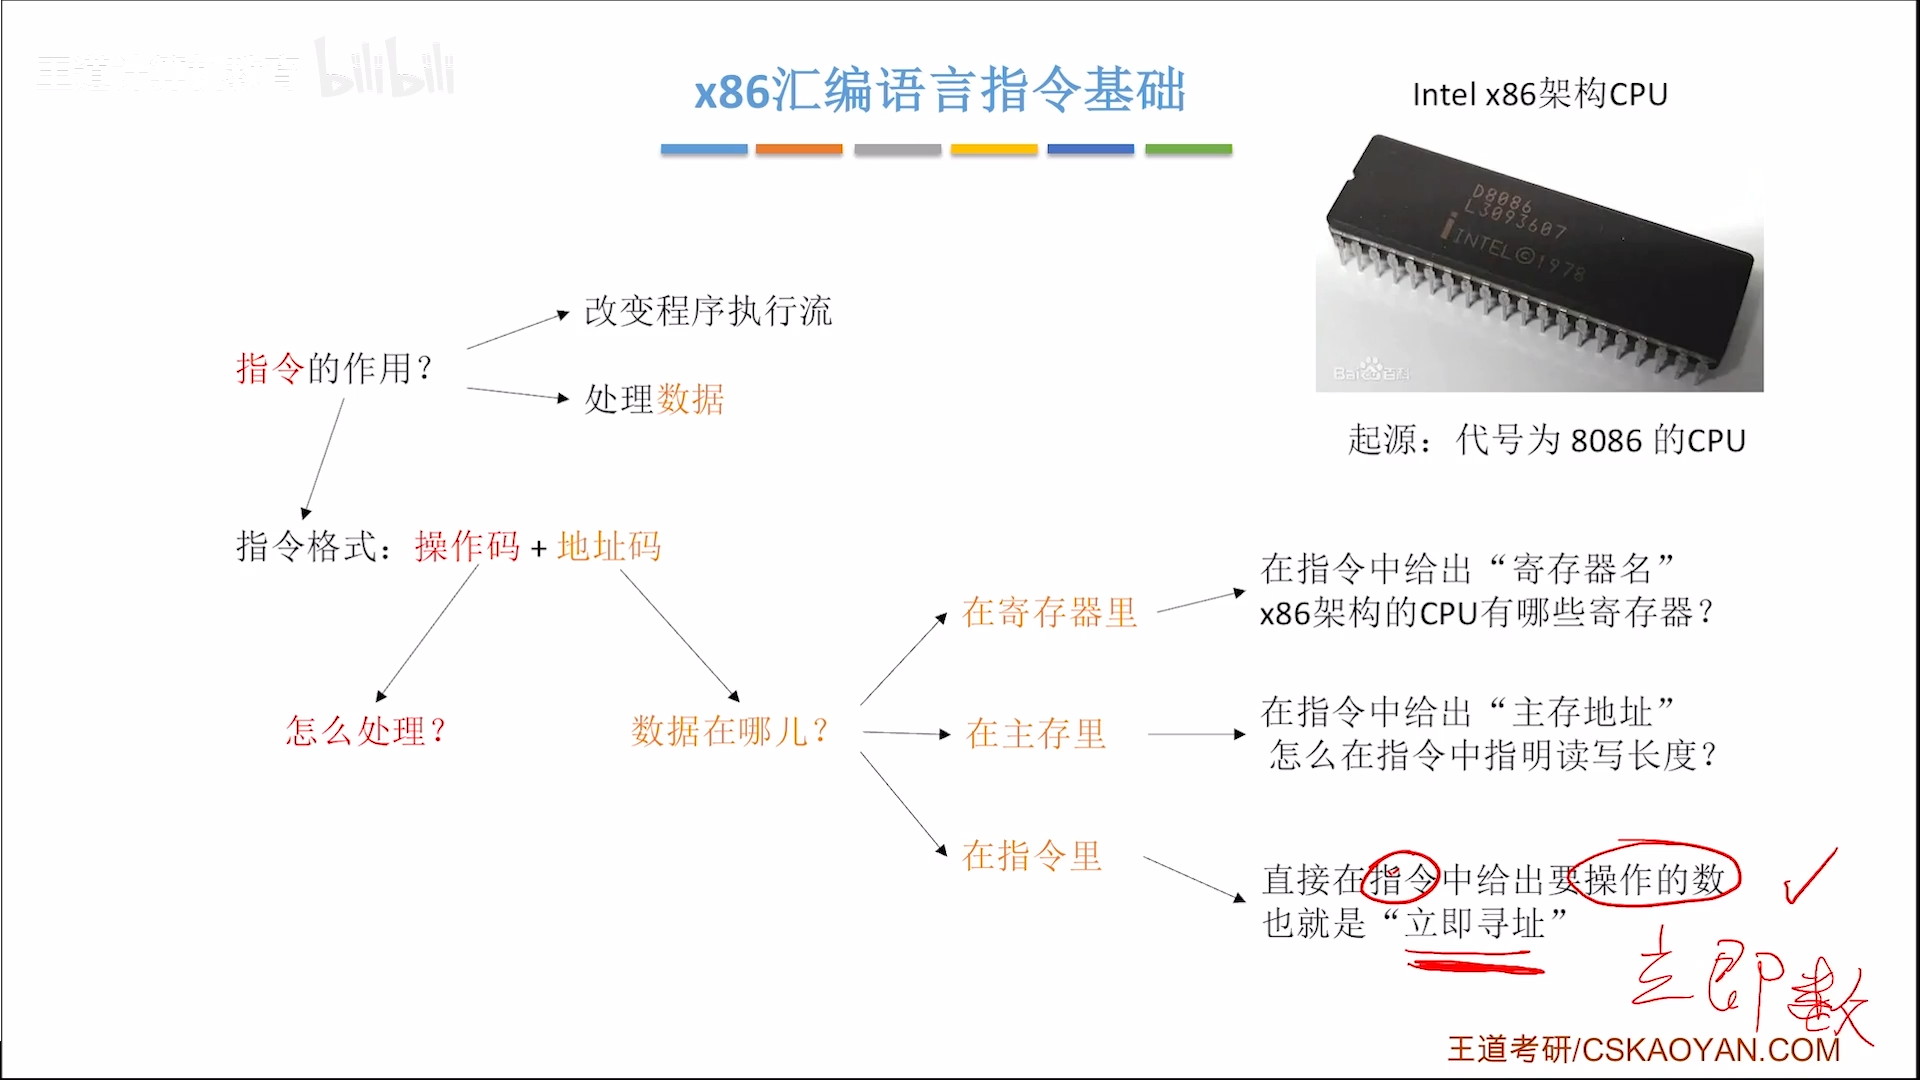 王道计算机教育 bilibili
x86汇编语言指令基础
Intel x86架构CPU
D8086
L3093607
INTEL©1978
Bai百科
起源：代号为 8086 的CPU
改变程序执行流
指令的作用？
处理数据
指令格式：操作码 + 地址码
怎么处理？
数据在哪儿？
在寄存器里
在指令中给出“寄存器名”
x86架构的CPU有哪些寄存器？
在主存里
在指令中给出“主存地址”
怎么在指令中指明读写长度？
在指令里
直接在指令中给出要操作的数
也就是“立即寻址”
立即数
王道考研/CSKAOYAN.COM